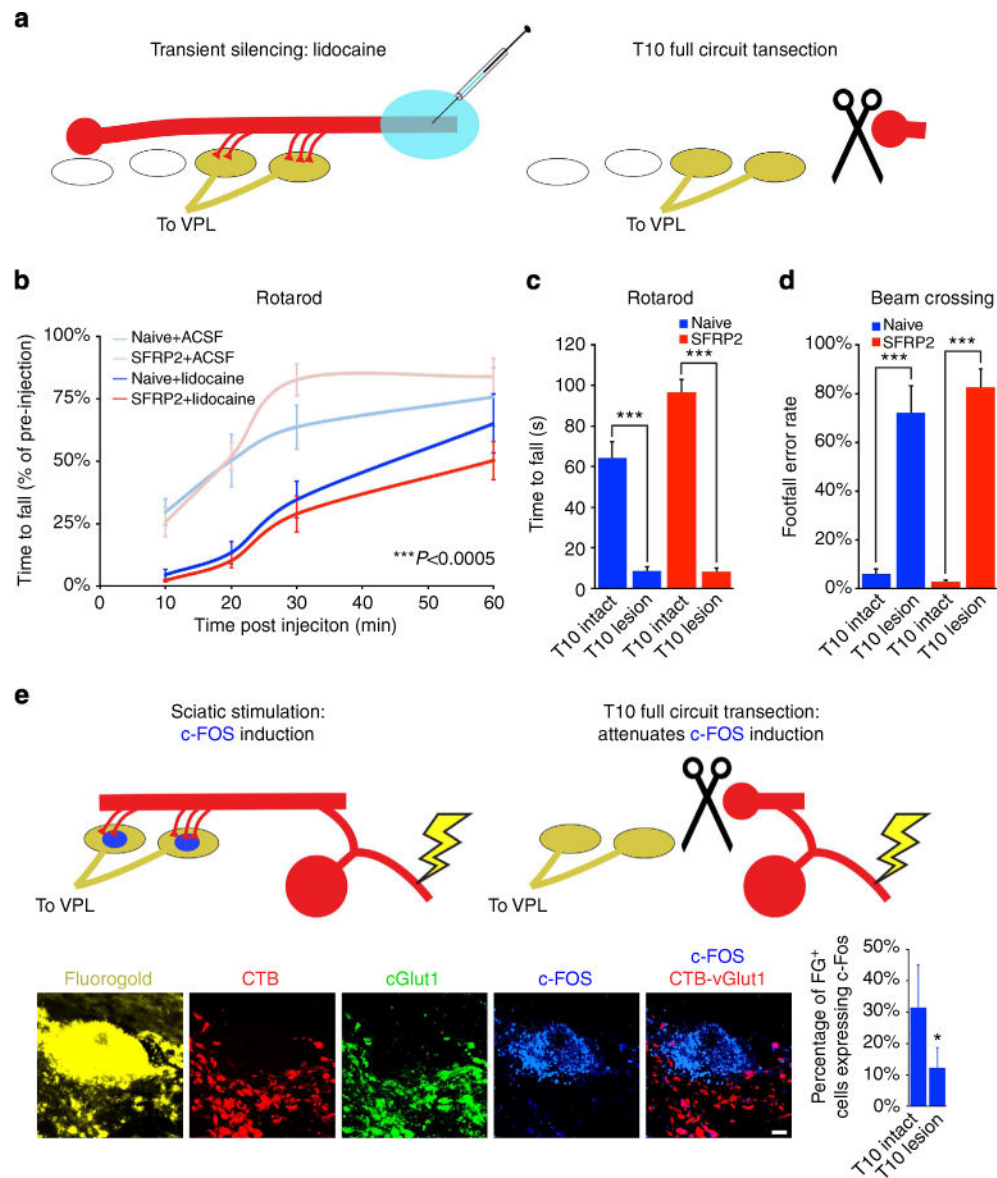 a
Transient silencing: lidocaine
T10 full circuit tansection
To VPL
To VPL
b
Rotarod
100%
75%
50%
25%
0%
Naive+ACSF
SFRP2+ACSF
Naive+lidocaine
SFRP2+lidocaine
***P<0.0005
0
10
20
30
40
50
60
Time post injeciton (min)
Time to fall (% of pre-injection)
c
Rotarod
Naive
SFRP2
***
***
120
100
80
60
40
20
0
Time to fall (s)
T10 intact
T10 lesion
T10 intact
T10 lesion
d
Beam crossing
Naive
SFRP2
***
***
100%
80%
60%
40%
20%
0%
Footfall error rate
T10 intact
T10 lesion
T10 intact
T10 lesion
e
Sciatic stimulation:
c-FOS induction
T10 full circuit transection:
attenuates c-FOS induction
To VPL
To VPL
Fluorogold
CTB
cGlut1
c-FOS
c-FOS
CTB-vGlut1
50%
40%
30%
20%
10%
0%
*
Percentage of FG+
cells expressing c-Fos
T10 intact
T10 lesion